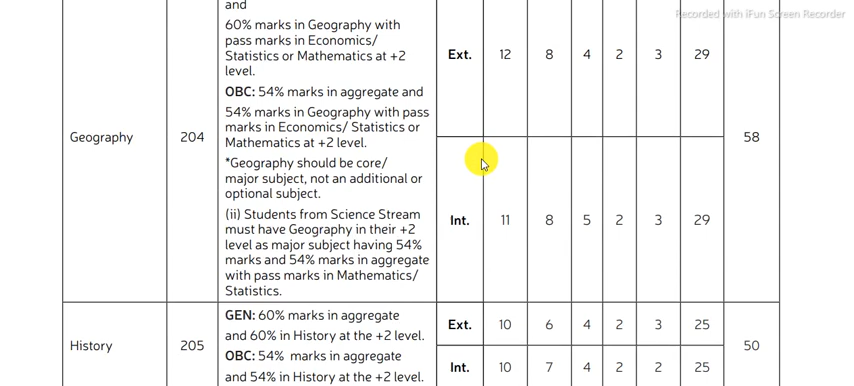 and
Recorded with iFun Screen Recorder
60% marks in Geography with
pass marks in Economics/
Statistics or Mathematics at +2
level.
OBC: 54% marks in aggregate and
54% marks in Geography with pass
marks in Economics/ Statistics or
Mathematics at +2 level.
*Geography should be core/
major subject, not an additional or
optional subject.
(ii) Students from Science Stream
must have Geography in their +2
level as major subject having 54%
marks and 54% marks in aggregate
with pass marks in Mathematics/
Statistics.
Geography 204
Ext. 12 8 4 2 3 29
Int. 11 8 5 2 3 29
58
History 205
GEN: 60% marks in aggregate
and 60% in History at the +2 level.
OBC: 54% marks in aggregate
and 54% in History at the +2 level.
Ext. 10 6 4 2 3 25
Int. 10 7 4 2 2 25
50